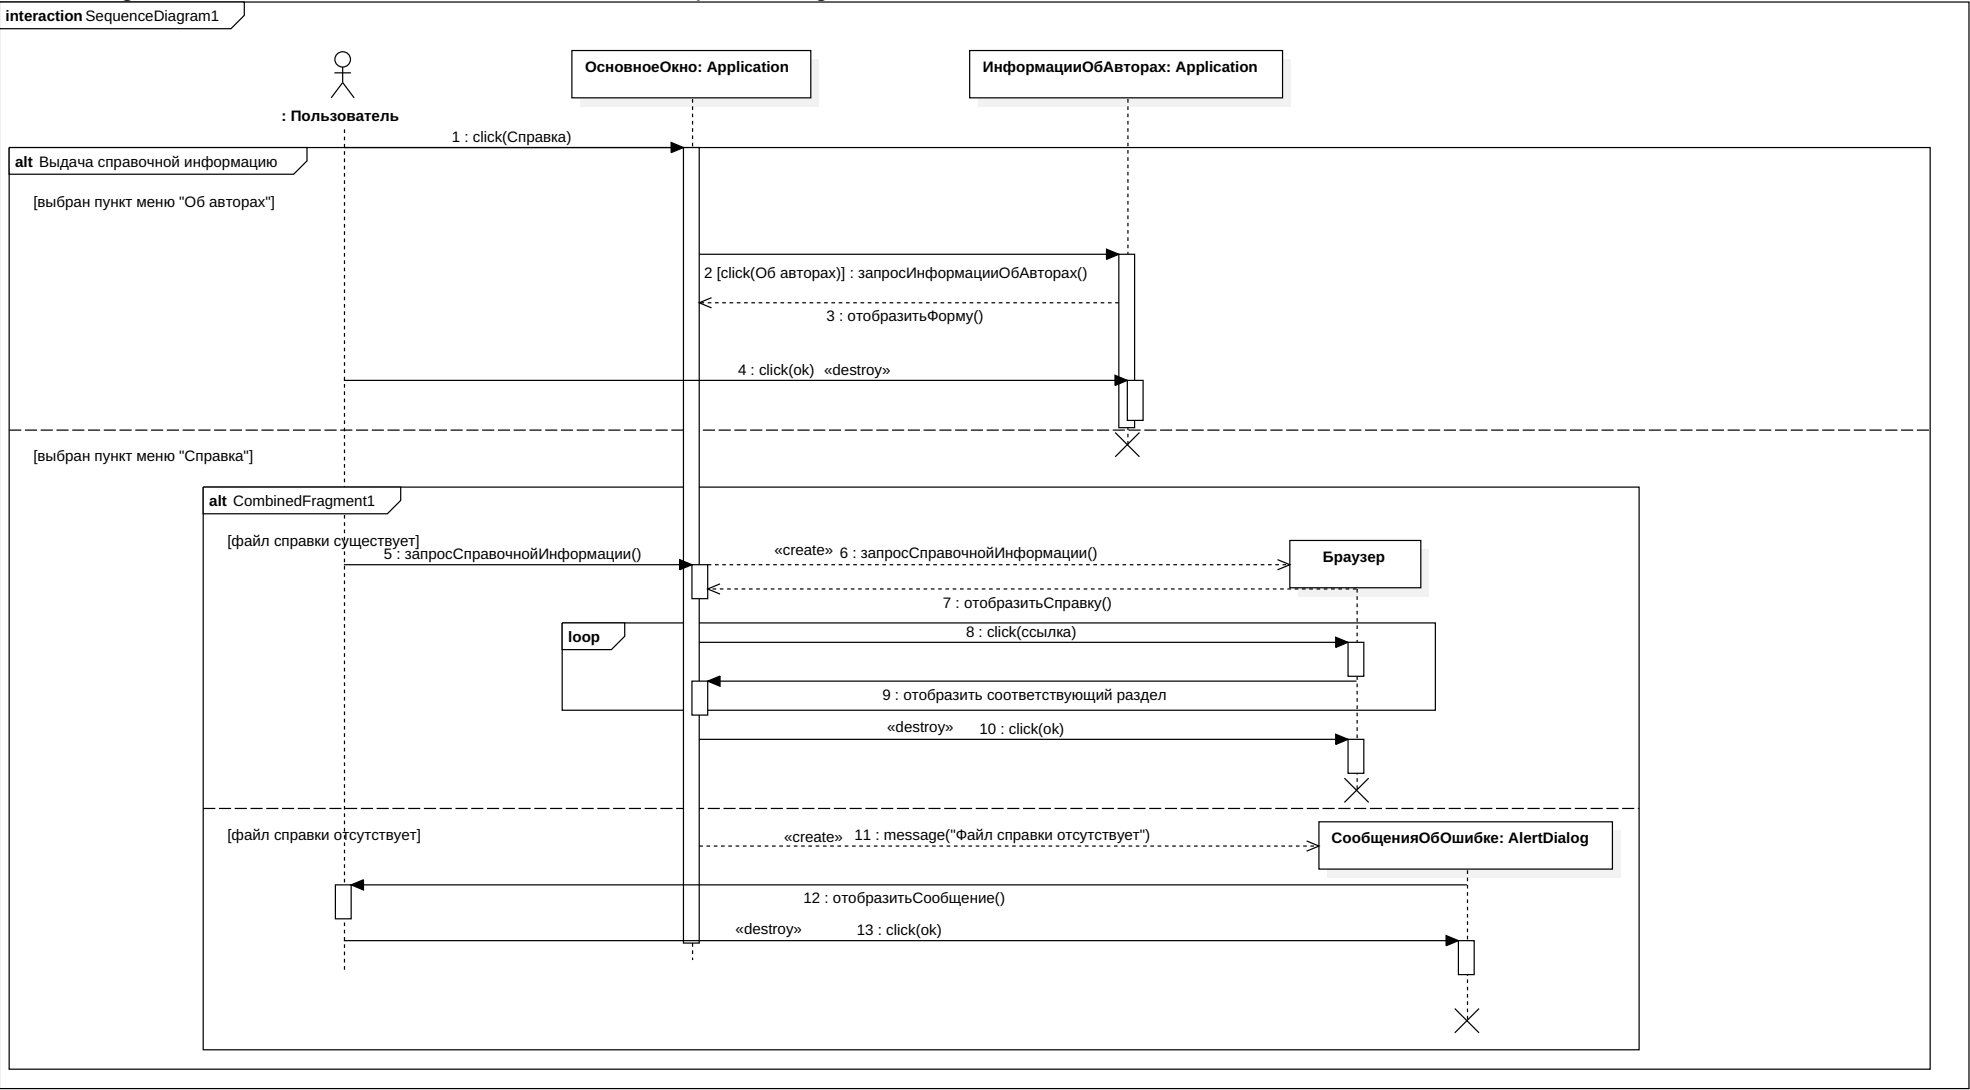 interaction SequenceDiagram1
ОсновноеОкно: Application
ИнформацииОбАвторах: Application
: Пользователь
1 : click(Справка)
alt Выдача справочной информацию
[выбран пункт меню "Об авторах"]
2 [click(Об авторах)] : запросИнформацииОбАвторах()
3 : отобразитьФорму()
4 : click(ok) «destroy»
[выбран пункт меню "Справка"]
alt CombinedFragment1
[файл справки существует]
5 : запросСправочнойИнформации()
«create» 6 : запросСправочнойИнформации()
Браузер
7 : отобразитьСправку()
loop
8 : click(ссылка)
9 : отобразить соответствующий раздел
«destroy» 10 : click(ok)
[файл справки отсутствует]
«create» 11 : message("Файл справки отсутствует")
СообщенияОбОшибке: AlertDialog
12 : отобразитьСообщение()
«destroy» 13 : click(ok)